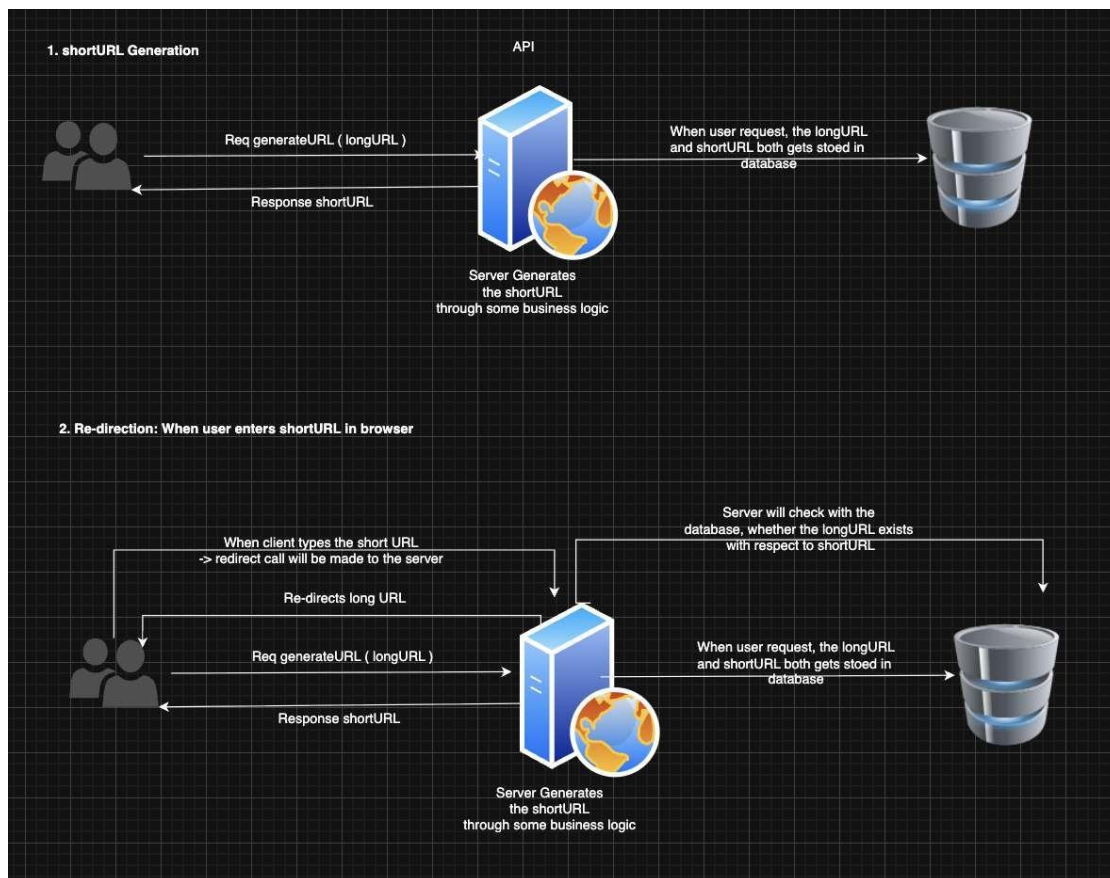 1. shortURL Generation
API
Req generateURL ( longURL )
Response shortURL
When user request, the longURL
and shortURL both gets stoed in
database
Server Generates
the shortURL
through some business logic
2. Re-direction: When user enters shortURL in browser
When client types the short URL
-> redirect call will be made to the server
Server will check with the
database, whether the longURL exists
with respect to shortURL
Re-directs long URL
Req generateURL ( longURL )
Response shortURL
When user request, the longURL
and shortURL both gets stoed in
database
Server Generates
the shortURL
through some business logic